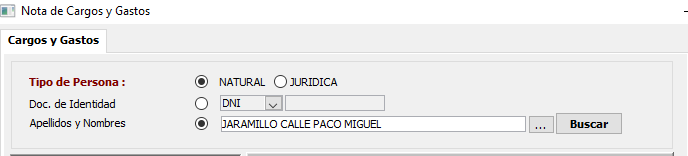 Nota de Cargos y Gastos
Cargos y Gastos
Tipo de Persona : NATURAL JURIDICA
Doc. de Identidad DNI
Apellidos y Nombres JARAMILLO CALLE PACO MIGUEL ... Buscar